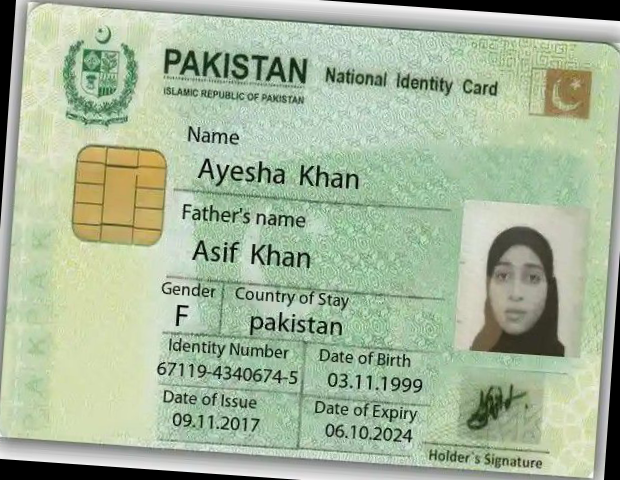 PAKISTAN National Identity Card
ISLAMIC REPUBLIC OF PAKISTAN
Name
Ayesha Khan
Father's name
Asif Khan
Gender Country of Stay
F pakistan
Identity Number Date of Birth
67119-4340674-5 03.11.1999
Date of Issue Date of Expiry
09.11.2017 06.10.2024
Holder's Signature